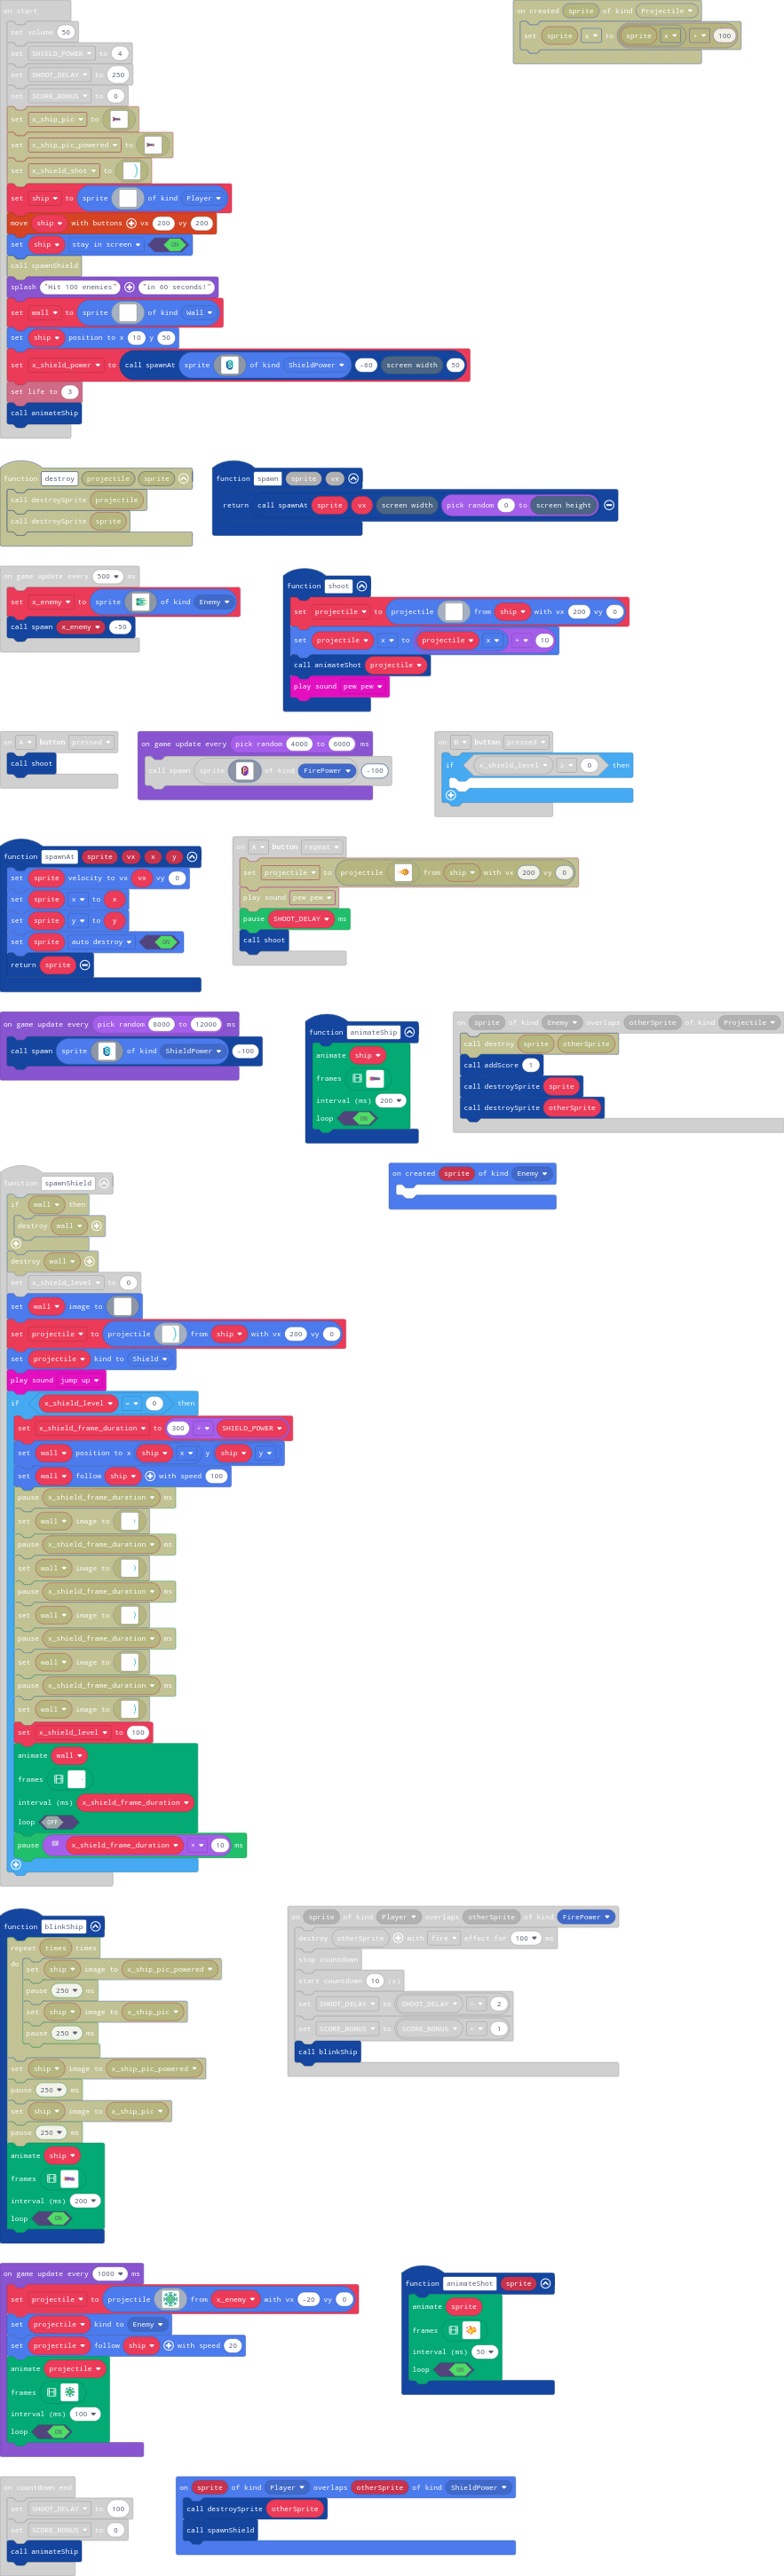 on start
set volume 50
set SHIELD_POWER to 4
set SHOOT_DELAY to 250
set SCORE_BONUS to 0
set x_ship_pic to
set x_ship_pic_powered to
set x_shield_shot to
set ship to sprite of kind Player
move ship with buttons vx 200 vy 200
set ship stay in screen ON
call spawnShield
splash "Hit 100 enemies" "in 60 seconds!"
set wall to sprite of kind Wall
set ship position to x 10 y 50
set x_shield_power to call spawnAt sprite of kind ShieldPower -60 screen width 50
set life to 3
call animateShip
on created sprite of kind Projectile
set sprite x to sprite x + 100
function destroy projectile sprite
call destroySprite projectile
call destroySprite sprite
function spawn sprite vx
return call spawnAt sprite vx screen width pick random 0 to screen height
on game update every 500 ms
set x_enemy to sprite of kind Enemy
call spawn x_enemy -50
function shoot
set projectile to projectile from ship with vx 200 vy 0
set projectile x to projectile x + 10
call animateShot projectile
play sound pew pew
on A button pressed
call shoot
on game update every pick random 4000 to 6000 ms
call spawn sprite of kind FirePower -100
on B button pressed
if x_shield_level ≥ 0 then
function spawnAt sprite vx x y
set sprite velocity to vx vx vy 0
set sprite x to x
set sprite y to y
set sprite auto destroy ON
return sprite
on A button repeat
set projectile to projectile from ship with vx 200 vy 0
play sound pew pew
pause SHOOT_DELAY ms
call shoot
on game update every pick random 8000 to 12000 ms
call spawn sprite of kind ShieldPower -100
function animateShip
animate ship
frames
interval (ms) 200
loop ON
on sprite of kind Enemy overlaps otherSprite of kind Projectile
call destroy sprite otherSprite
call addScore 1
call destroySprite sprite
call destroySprite otherSprite
function spawnShield
if wall then
destroy wall
destroy wall
set x_shield_level to 0
set wall image to
set projectile to projectile from ship with vx 200 vy 0
set projectile kind to Shield
play sound jump up
if x_shield_level = 0 then
set x_shield_frame_duration to 300 ÷ SHIELD_POWER
set wall position to x ship x y ship y
set wall follow ship with speed 100
pause x_shield_frame_duration ms
set wall image to
pause x_shield_frame_duration ms
set wall image to
pause x_shield_frame_duration ms
set wall image to
pause x_shield_frame_duration ms
set wall image to
pause x_shield_frame_duration ms
set wall image to
set x_shield_level to 100
animate wall
frames
interval (ms) x_shield_frame_duration
loop OFF
pause x_shield_frame_duration × 10 ms
on created sprite of kind Enemy
function blinkShip
repeat times times
do set ship image to x_ship_pic_powered
pause 250 ms
set ship image to x_ship_pic
pause 250 ms
set ship image to x_ship_pic_powered
pause 250 ms
set ship image to x_ship_pic
pause 250 ms
animate ship
frames
interval (ms) 200
loop ON
on sprite of kind Player overlaps otherSprite of kind FirePower
destroy otherSprite with fire effect for 100 ms
stop countdown
start countdown 10 (s)
set SHOOT_DELAY to SHOOT_DELAY ÷ 2
set SCORE_BONUS to SCORE_BONUS + 1
call blinkShip
on game update every 1000 ms
set projectile to projectile from x_enemy with vx -20 vy 0
set projectile kind to Enemy
set projectile follow ship with speed 20
animate projectile
frames
interval (ms) 100
loop ON
function animateShot sprite
animate sprite
frames
interval (ms) 50
loop ON
on countdown end
set SHOOT_DELAY to 100
set SCORE_BONUS to 0
call animateShip
on sprite of kind Player overlaps otherSprite of kind ShieldPower
call destroySprite otherSprite
call spawnShield